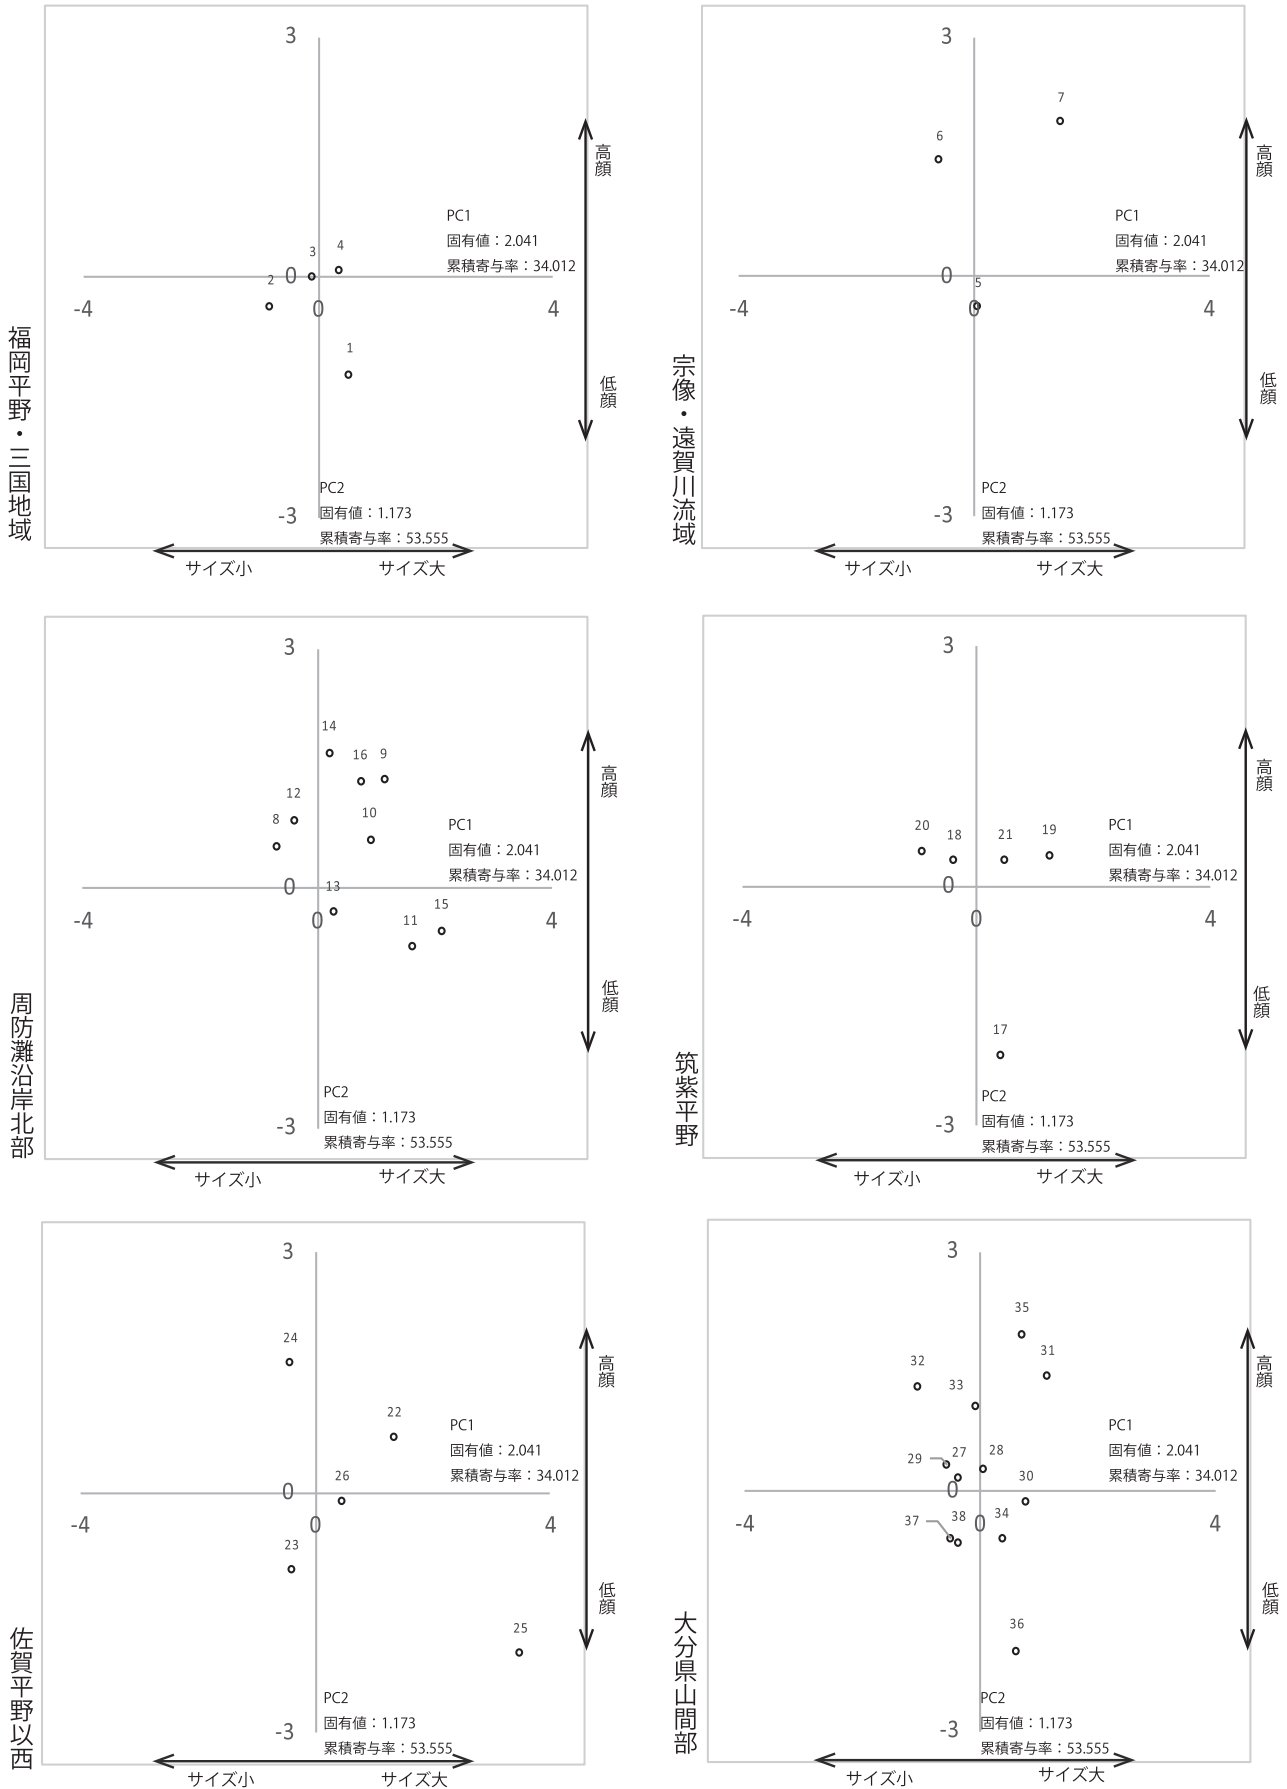 福岡平野・三国地域
3
高顔
PC1
固有値：2.041
累積寄与率：34.012
3
4
0
2
-4
0
4
1
低顔
PC2
固有値：1.173
累積寄与率：53.555
-3
サイズ小
サイズ大
宗像・遠賀川流域
3
7
6
高顔
PC1
固有値：2.041
累積寄与率：34.012
0
5
-4
0
4
低顔
PC2
固有値：1.173
累積寄与率：53.555
-3
サイズ小
サイズ大
周防灘沿岸北部
3
14
16
9
高顔
12
10
8
PC1
固有値：2.041
累積寄与率：34.012
0
13
-4
0
4
11
15
低顔
PC2
固有値：1.173
累積寄与率：53.555
-3
サイズ小
サイズ大
筑紫平野
3
高顔
20
18
21
19
PC1
固有値：2.041
累積寄与率：34.012
0
-4
0
4
低顔
17
PC2
固有値：1.173
累積寄与率：53.555
-3
サイズ小
サイズ大
佐賀平野以西
3
24
高顔
22
PC1
固有値：2.041
累積寄与率：34.012
26
0
-4
0
4
23
低顔
25
PC2
固有値：1.173
累積寄与率：53.555
-3
サイズ小
サイズ大
大分県山間部
3
35
31
32
33
高顔
PC1
固有値：2.041
累積寄与率：34.012
29
27
28
30
0
37
38
34
-4
0
4
低顔
36
PC2
固有値：1.173
累積寄与率：53.555
-3
サイズ小
サイズ大